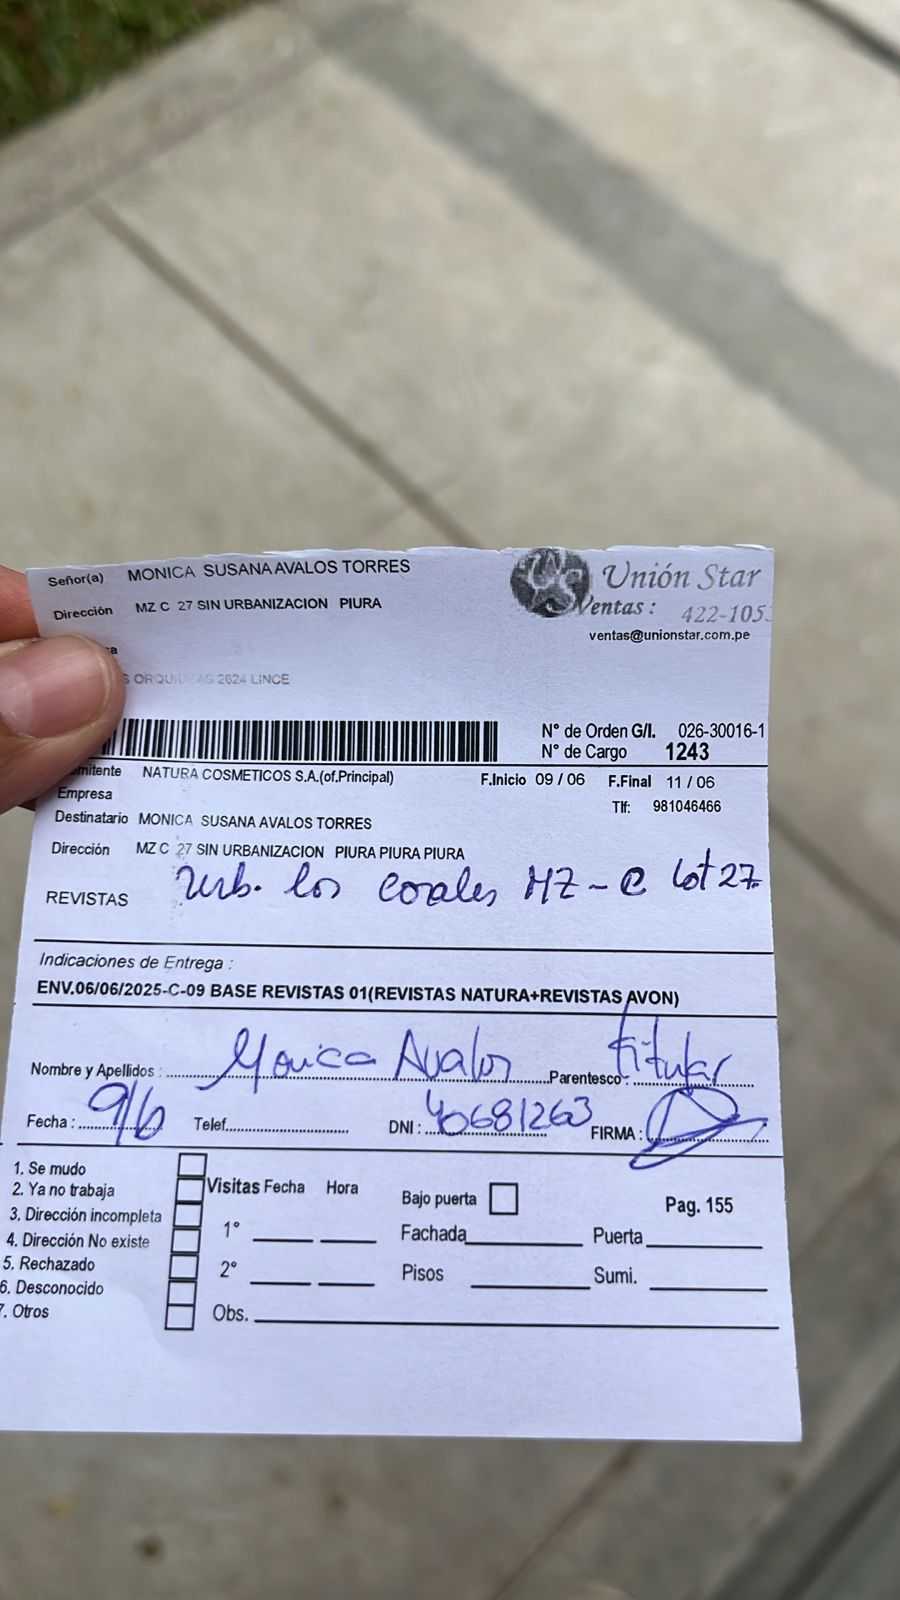 Señor(a) MONICA SUSANA AVALOS TORRES
Dirección MZ C 27 SIN URBANIZACION PIURA
Unión Star
Ventas : 422-105
ventas@unionstar.com.pe
ORQUIDEAS 2624 LINCE
N° de Orden G/I. 026-30016-1
N° de Cargo 1243
mitente NATURA COSMETICOS S.A.(of.Principal) F.Inicio 09 / 06 F.Final 11 / 06
Empresa
Tlf: 981046466
Destinatario MONICA SUSANA AVALOS TORRES
Dirección MZ C 27 SIN URBANIZACION PIURA PIURA PIURA
Urb. los corales MZ - C Lot 27.
REVISTAS
Indicaciones de Entrega :
ENV.06/06/2025-C-09 BASE REVISTAS 01(REVISTAS NATURA+REVISTAS AVON)
Nombre y Apellidos : Monica Avalos Parentesco : titular
Fecha : 9/6 Telef. DNI : 40681263 FIRMA :
1. Se mudo
2. Ya no trabaja
3. Dirección incompleta
4. Dirección No existe
5. Rechazado
6. Desconocido
7. Otros
Visitas Fecha Hora
1°
2°
Obs.
Bajo puerta
Pag. 155
Fachada Puerta
Pisos Sumi.